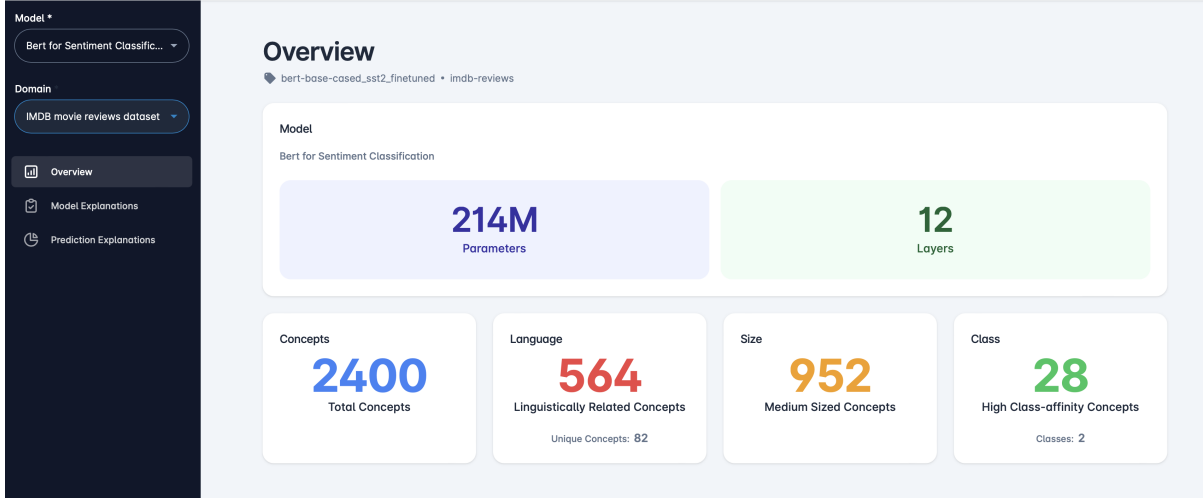 Model *
Bert for Sentiment Classific...
Domain
IMDB movie reviews dataset
Overview
Model Explanations
Prediction Explanations
Overview
bert-base-cased_sst2_finetuned • imdb-reviews
Model
Bert for Sentiment Classification
214M
Parameters
12
Layers
Concepts
2400
Total Concepts
Language
564
Linguistically Related Concepts
Unique Concepts: 82
Size
952
Medium Sized Concepts
Class
28
High Class-affinity Concepts
Classes: 2